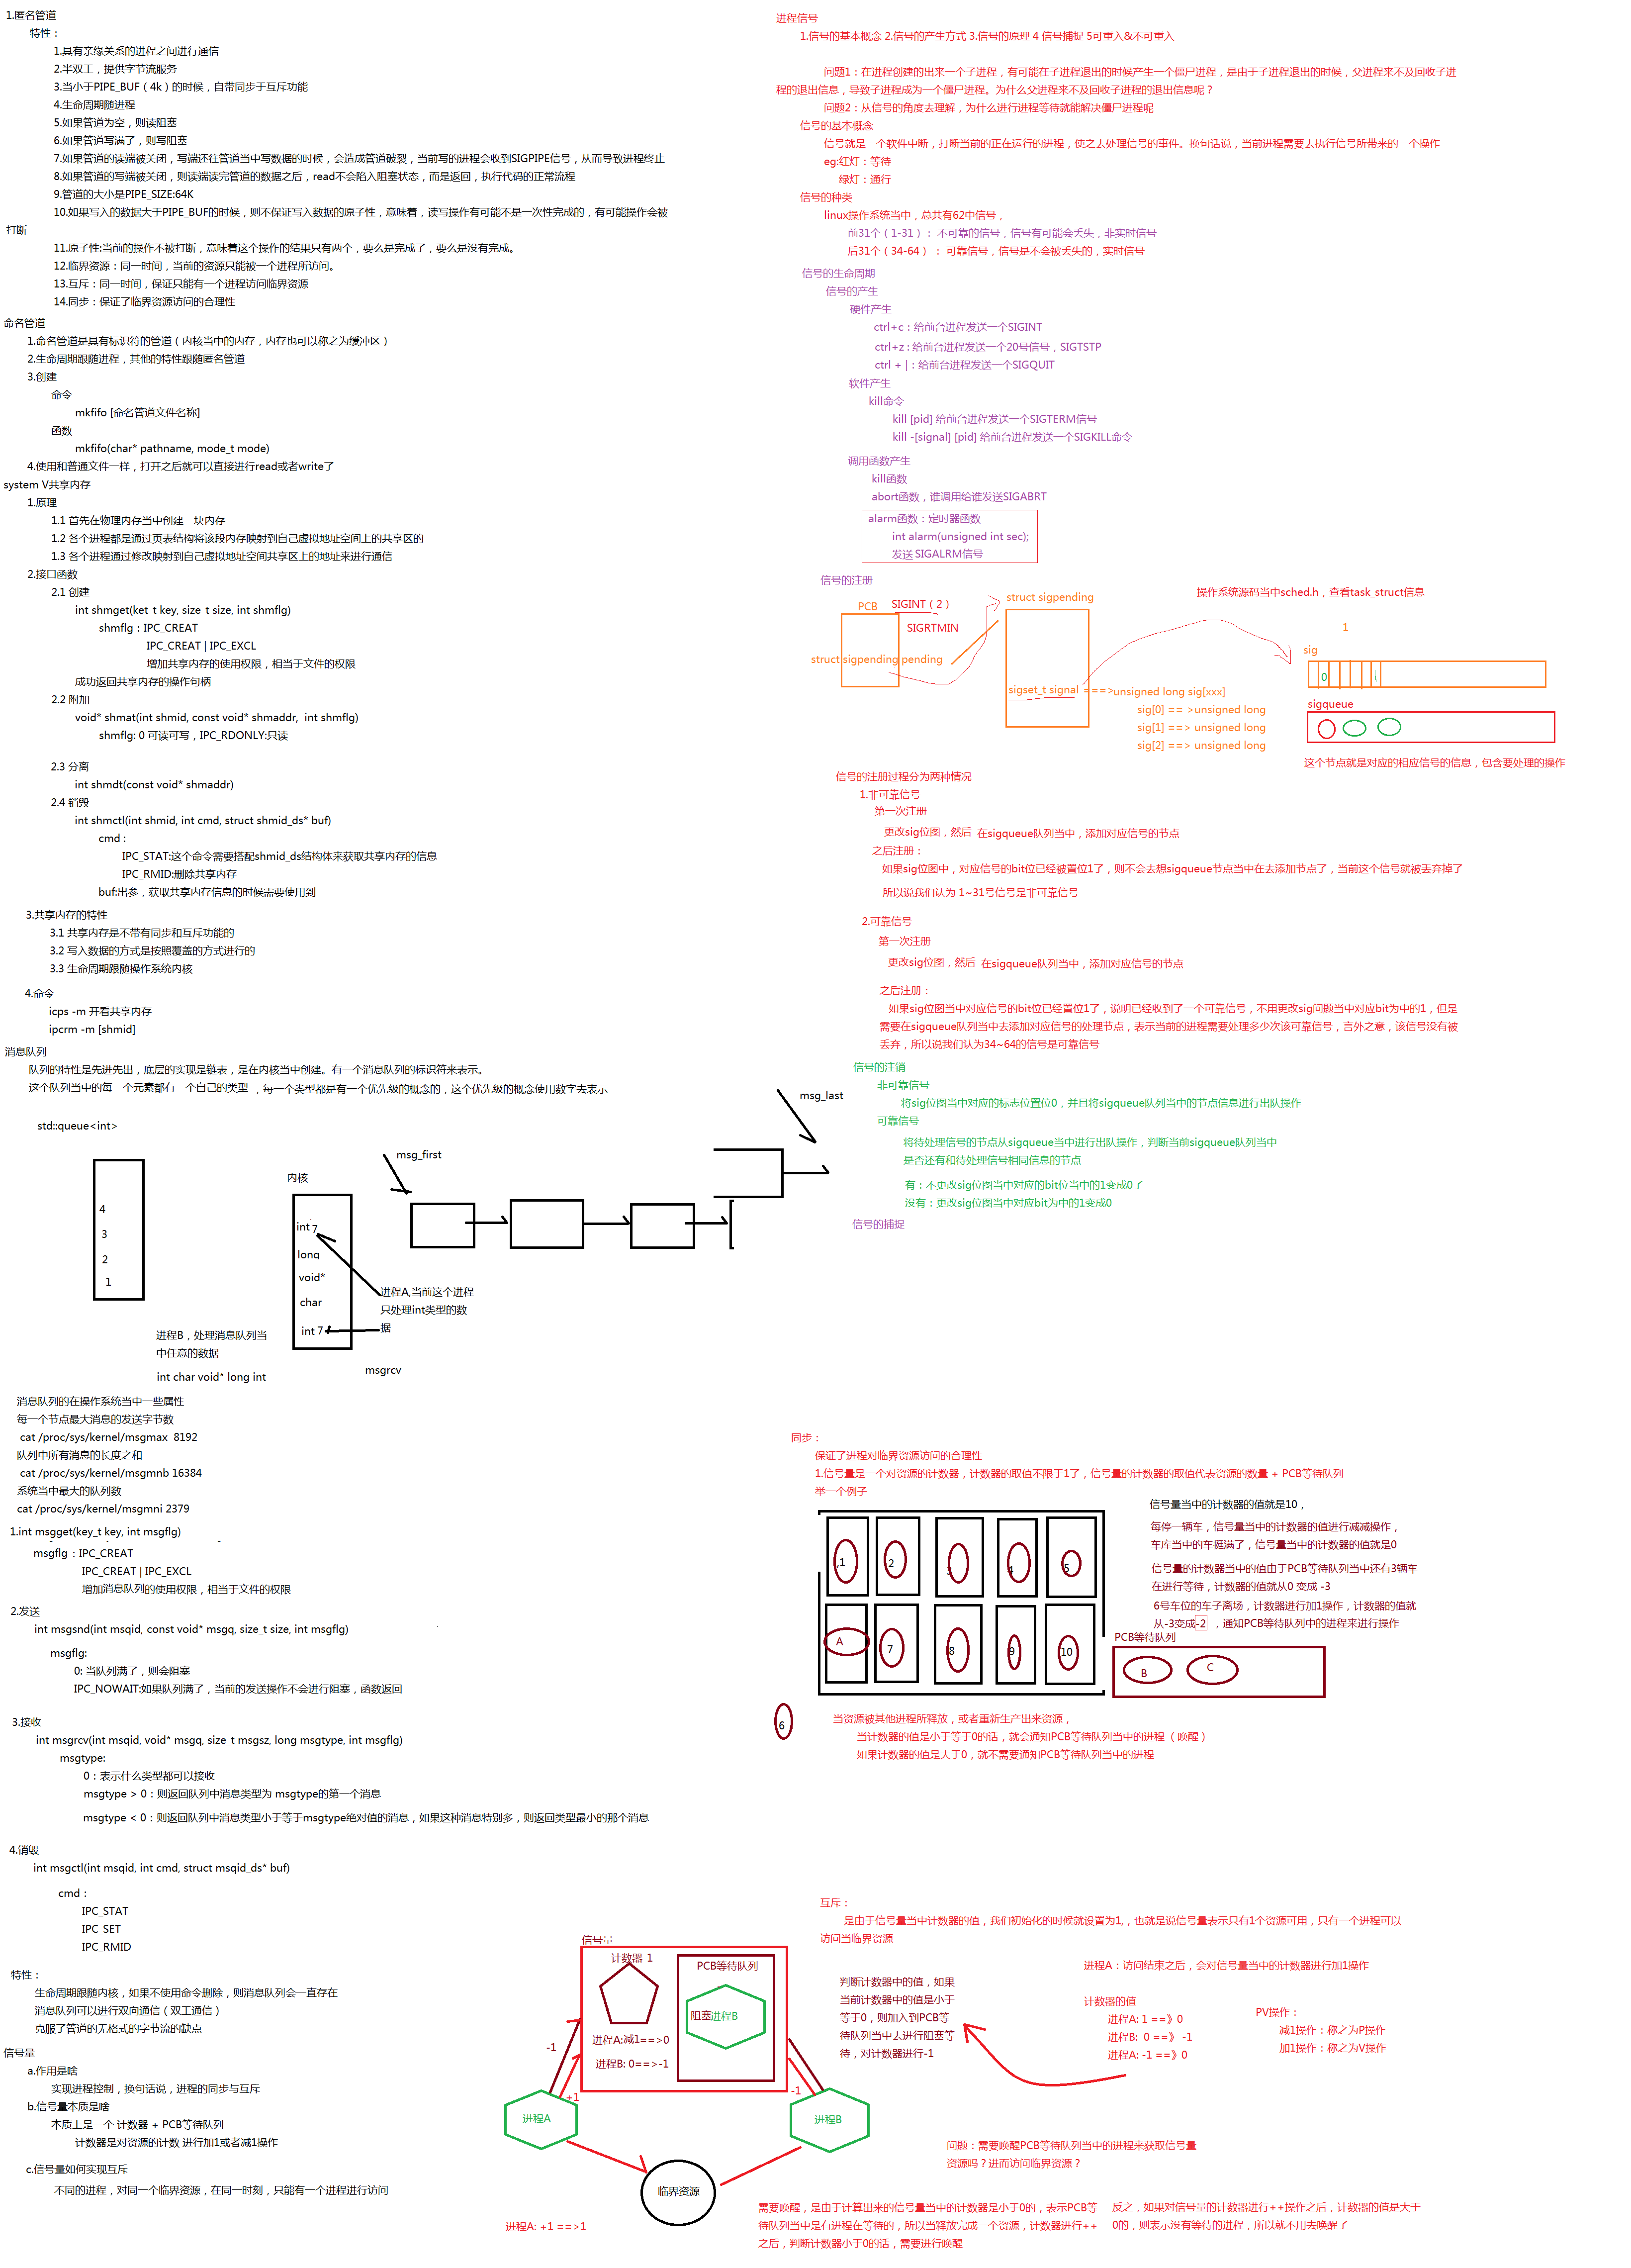 1.匿名管道
特性：
1.具有亲缘关系的进程之间进行通信
2.半双工，提供字节流服务
3.当小于PIPE_BUF（4k）的时候，自带同步于互斥功能
4.生命周期随进程
5.如果管道为空，则读阻塞
6.如果管道写满了，则写阻塞
7.如果管道的读端被关闭，写端还往管道当中写数据的时候，会造成管道破裂，当前写的进程会收到SIGPIPE信号，从而导致进程终止
8.如果管道的写端被关闭，则读端读完管道的数据之后，read不会陷入阻塞状态，而是返回，执行代码的正常流程
9.管道的大小是PIPE_SIZE:64K
10.如果写入的数据大于PIPE_BUF的时候，则不保证写入数据的原子性，意味着，读写操作有可能不是一次性完成的，有可能操作会被
打断
11.原子性:当前的操作不被打断，意味着这个操作的结果只有两个，要么是完成了，要么是没有完成。
12.临界资源：同一时间，当前的资源只能被一个进程所访问。
13.互斥：同一时间，保证只能有一个进程访问临界资源
14.同步：保证了临界资源访问的合理性
命名管道
1.命名管道是具有标识符的管道（内核当中的内存，内存也可以称之为缓冲区）
2.生命周期跟随进程，其他的特性跟随匿名管道
3.创建
命令
mkfifo [命名管道文件名称]
函数
mkfifo(char* pathname, mode_t mode)
4.使用和普通文件一样，打开之后就可以直接进行read或者write了
system V共享内存
1.原理
1.1 首先在物理内存当中创建一块内存
1.2 各个进程都是通过页表结构将该段内存映射到自己虚拟地址空间上的共享区的
1.3 各个进程通过修改映射到自己虚拟地址空间共享区上的地址来进行通信
2.接口函数
2.1 创建
int shmget(ket_t key, size_t size, int shmflg)
shmflg：IPC_CREAT
IPC_CREAT | IPC_EXCL
增加共享内存的使用权限，相当于文件的权限
成功返回共享内存的操作句柄
2.2 附加
void* shmat(int shmid, const void* shmaddr, int shmflg)
shmflg: 0 可读可写，IPC_RDONLY:只读
2.3 分离
int shmdt(const void* shmaddr)
2.4 销毁
int shmctl(int shmid, int cmd, struct shmid_ds* buf)
cmd：
IPC_STAT:这个命令需要搭配shmid_ds结构体来获取共享内存的信息
IPC_RMID:删除共享内存
buf:出参，获取共享内存信息的时候需要使用到
3.共享内存的特性
3.1 共享内存是不带有同步和互斥功能的
3.2 写入数据的方式是按照覆盖的方式进行的
3.3 生命周期跟随操作系统内核
4.命令
icps -m 开看共享内存
ipcrm -m [shmid]
消息队列
队列的特性是先进先出，底层的实现是链表，是在内核当中创建。有一个消息队列的标识符来表示。
这个队列当中的每一个元素都有一个自己的类型 ，每一个类型都是有一个优先级的概念的，这个优先级的概念使用数字去表示
std::queue<int>
4
3
2
1
内核
int 7
long
void*
char
int 7
msg_first
msg_last
进程A,当前这个进程
只处理int类型的数
据
进程B，处理消息队列当
中任意的数据
int char void* long int
msgrcv
消息队列的在操作系统当中一些属性
每一个节点最大消息的发送字节数
cat /proc/sys/kernel/msgmax 8192
队列中所有消息的长度之和
cat /proc/sys/kernel/msgmnb 16384
系统当中最大的队列数
cat /proc/sys/kernel/msgmni 2379
1.int msgget(key_t key, int msgflg)
msgflg：IPC_CREAT
IPC_CREAT | IPC_EXCL
增加消息队列的使用权限，相当于文件的权限
2.发送
int msgsnd(int msqid, const void* msgq, size_t size, int msgflg)
msgflg:
0: 当队列满了，则会阻塞
IPC_NOWAIT:如果队列满了，当前的发送操作不会进行阻塞，函数返回
3.接收
int msgrcv(int msqid, void* msgq, size_t msgsz, long msgtype, int msgflg)
msgtype:
0：表示什么类型都可以接收
msgtype > 0：则返回队列中消息类型为 msgtype的第一个消息
msgtype < 0：则返回队列中消息类型小于等于msgtype绝对值的消息，如果这种消息特别多，则返回类型最小的那个消息
4.销毁
int msgctl(int msqid, int cmd, struct msqid_ds* buf)
cmd：
IPC_STAT
IPC_SET
IPC_RMID
特性：
生命周期跟随内核，如果不使用命令删除，则消息队列会一直存在
消息队列可以进行双向通信（双工通信）
克服了管道的无格式的字节流的缺点
信号量
a.作用是啥
实现进程控制，换句话说，进程的同步与互斥
b.信号量本质是啥
本质上是一个 计数器 + PCB等待队列
计数器是对资源的计数 进行加1或者减1操作
c.信号量如何实现互斥
不同的进程，对同一个临界资源，在同一时刻，只能有一个进程进行访问
信号量
计数器 1
进程A:减1==>0
进程B: 0==>-1
PCB等待队列
阻塞进程B
-1
+1
-1
进程A
进程B
临界资源
进程A: +1 ==>1
进程信号
1.信号的基本概念 2.信号的产生方式 3.信号的原理 4 信号捕捉 5可重入&不可重入
问题1：在进程创建的出来一个子进程，有可能在子进程退出的时候产生一个僵尸进程，是由于子进程退出的时候，父进程来不及回收子进
程的退出信息，导致子进程成为一个僵尸进程。为什么父进程来不及回收子进程的退出信息呢？
问题2：从信号的角度去理解，为什么进行进程等待就能解决僵尸进程呢
信号的基本概念
信号就是一个软件中断，打断当前的正在运行的进程，使之去处理信号的事件。换句话说，当前进程需要去执行信号所带来的一个操作
eg:红灯：等待
绿灯：通行
信号的种类
linux操作系统当中，总共有62中信号，
前31个（1-31）： 不可靠的信号，信号有可能会丢失，非实时信号
后31个（34-64）： 可靠信号，信号是不会被丢失的，实时信号
信号的生命周期
信号的产生
硬件产生
ctrl+c：给前台进程发送一个SIGINT
ctrl+z : 给前台进程发送一个20号信号，SIGTSTP
ctrl + |：给前台进程发送一个SIGQUIT
软件产生
kill命令
kill [pid] 给前台进程发送一个SIGTERM信号
kill -[signal] [pid] 给前台进程发送一个SIGKILL命令
调用函数产生
kill函数
abort函数，谁调用给谁发送SIGABRT
alarm函数：定时器函数
int alarm(unsigned int sec);
发送 SIGALRM信号
信号的注册
PCB
SIGINT（2）
SIGRTMIN
struct sigpending pending
struct sigpending
sigset_t signal ===>unsigned long sig[xxx]
sig[0] == >unsigned long
sig[1] ==> unsigned long
sig[2] ==> unsigned long
操作系统源码当中sched.h，查看task_struct信息
1
sig
0
sigqueue
这个节点就是对应的相应信号的信息，包含要处理的操作
信号的注册过程分为两种情况
1.非可靠信号
第一次注册
更改sig位图，然后 在sigqueue队列当中，添加对应信号的节点
之后注册：
如果sig位图中，对应信号的bit位已经被置位1了，则不会去想sigqueue节点当中在去添加节点了，当前这个信号就被丢弃掉了
所以说我们认为 1~31号信号是非可靠信号
2.可靠信号
第一次注册
更改sig位图，然后 在sigqueue队列当中，添加对应信号的节点
之后注册：
如果sig位图当中对应信号的bit位已经置位1了，说明已经收到了一个可靠信号，不用更改sig问题当中对应bit为中的1，但是
需要在sigqueue队列当中去添加对应信号的处理节点，表示当前的进程需要处理多少次该可靠信号，言外之意，该信号没有被
丢弃，所以说我们认为34~64的信号是可靠信号
信号的注销
非可靠信号
将sig位图当中对应的标志位置位0，并且将sigqueue队列当中的节点信息进行出队操作
可靠信号
将待处理信号的节点从sigqueue当中进行出队操作，判断当前sigqueue队列当中
是否还有和待处理信号相同信息的节点
有：不更改sig位图当中对应的bit位当中的1变成0了
没有：更改sig位图当中对应bit为中的1变成0
信号的捕捉
同步：
保证了进程对临界资源访问的合理性
1.信号量是一个对资源的计数器，计数器的取值不限于1了，信号量的计数器的取值代表资源的数量 + PCB等待队列
举一个例子
1
2
3
4
5
A
7
8
9
10
6
信号量当中的计数器的值就是10，
每停一辆车，信号量当中的计数器的值进行减减操作，
车库当中的车挺满了，信号量当中的计数器的值就是0
信号量的计数器当中的值由于PCB等待队列当中还有3辆车
在进行等待，计数器的值就从0 变成 -3
6号车位的车子离场，计数器进行加1操作，计数器的值就
从-3变成-2 ，通知PCB等待队列中的进程来进行操作
PCB等待队列
B
C
当资源被其他进程所释放，或者重新生产出来资源，
当计数器的值是小于等于0的话，就会通知PCB等待队列当中的进程（唤醒）
如果计数器的值是大于0，就不需要通知PCB等待队列当中的进程
互斥：
是由于信号量当中计数器的值，我们初始化的时候就设置为1,，也就是说信号量表示只有1个资源可用，只有一个进程可以
访问当临界资源
判断计数器中的值，如果
当前计数器中的值是小于
等于0，则加入到PCB等
待队列当中去进行阻塞等
待，对计数器进行-1
进程A：访问结束之后，会对信号量当中的计数器进行加1操作
计数器的值
进程A: 1 ==》0
进程B: 0 ==》 -1
进程A: -1 ==》0
PV操作：
减1操作：称之为P操作
加1操作：称之为V操作
问题：需要唤醒PCB等待队列当中的进程来获取信号量
资源吗？进而访问临界资源？
需要唤醒，是由于计算出来的信号量当中的计数器是小于0的，表示PCB等
待队列当中是有进程在等待的，所以当释放完成一个资源，计数器进行++
之后，判断计数器小于0的话，需要进行唤醒
反之，如果对信号量的计数器进行++操作之后，计数器的值是大于
0的，则表示没有等待的进程，所以就不用去唤醒了